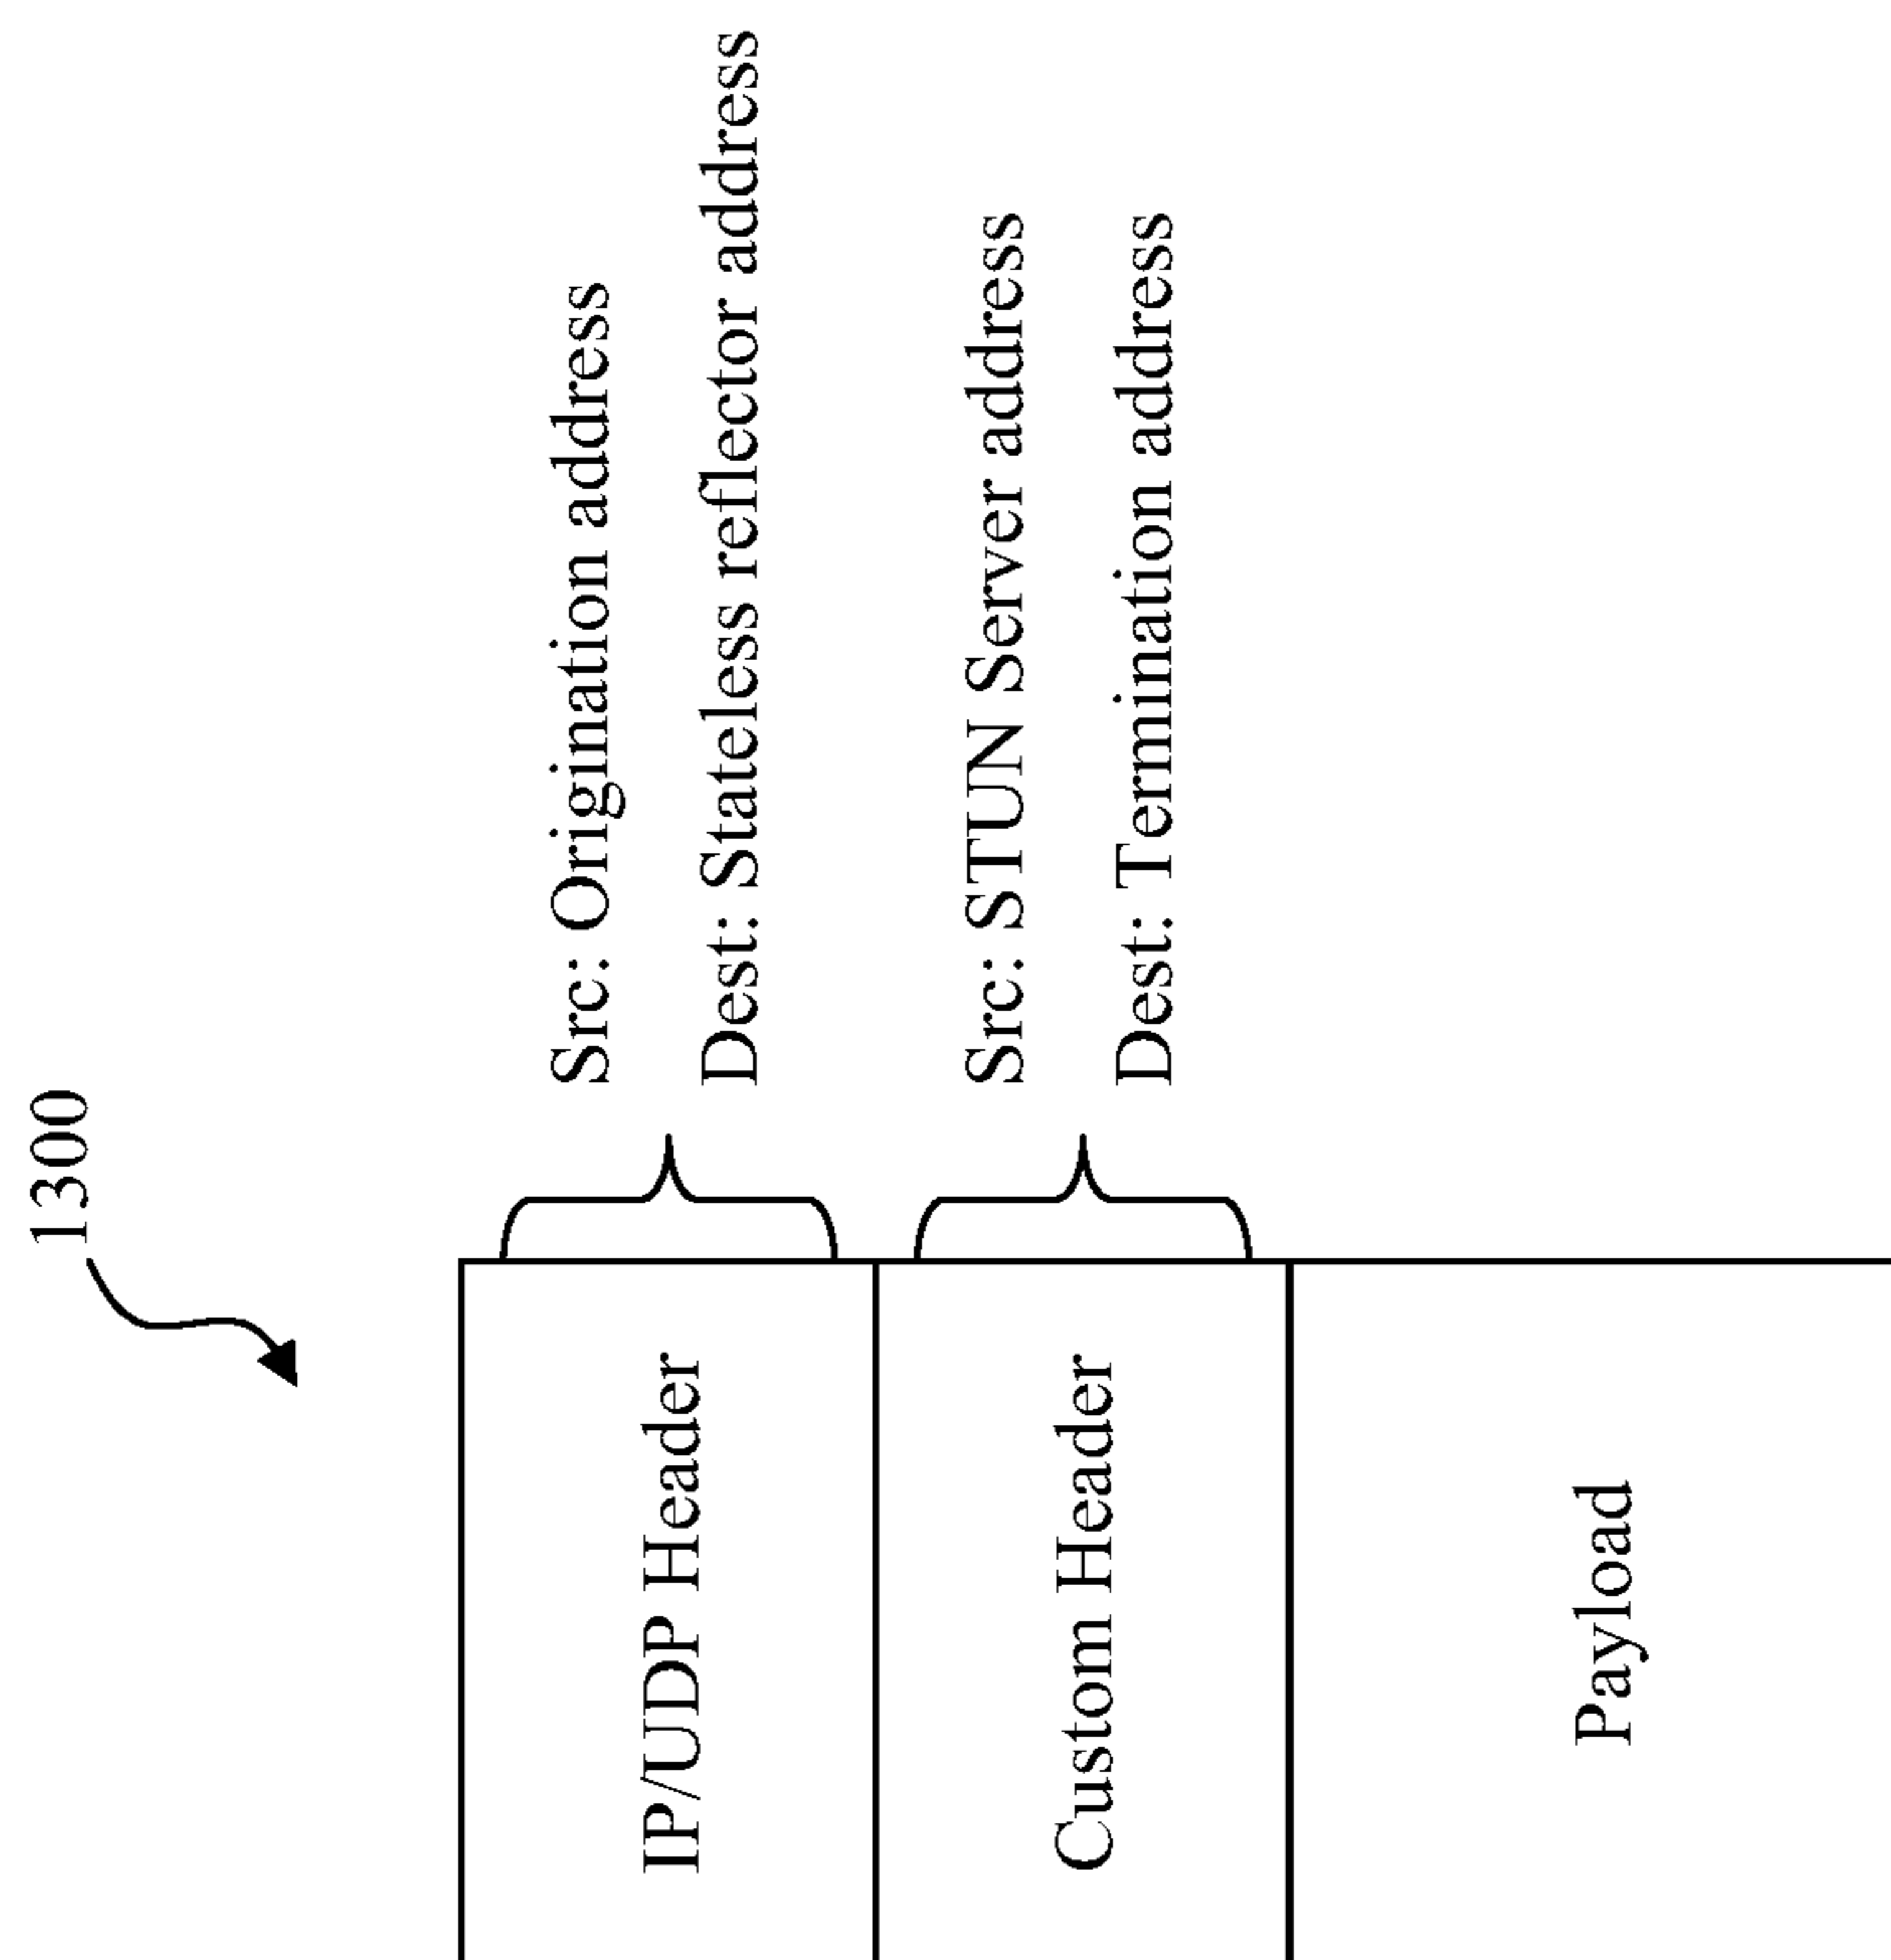 1300
IP/UDP Header
Src: Origination address
Dest: Stateless reflector address
Custom Header
Src: STUN Server address
Dest: Termination address
Payload